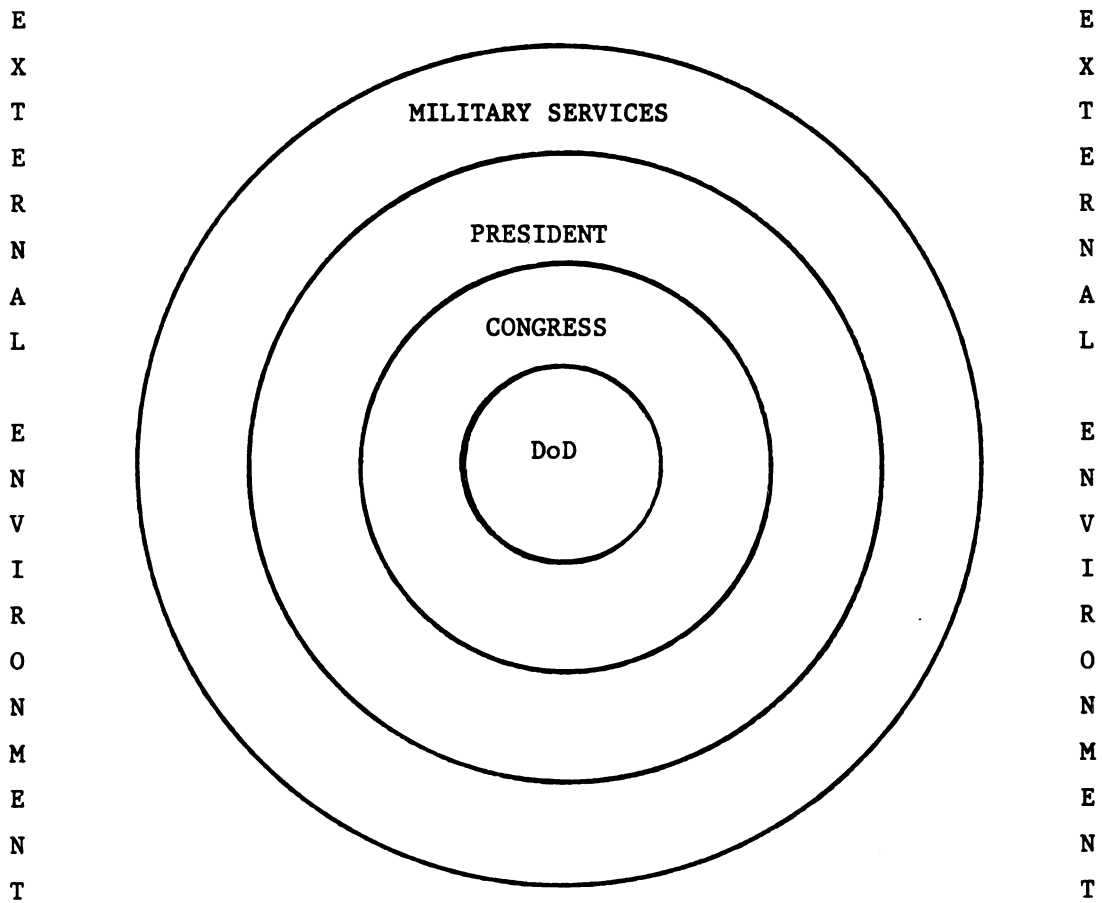 EXTERNAL ENVIRONMENT
MILITARY SERVICES
PRESIDENT
CONGRESS
DoD
EXTERNAL ENVIRONMENT